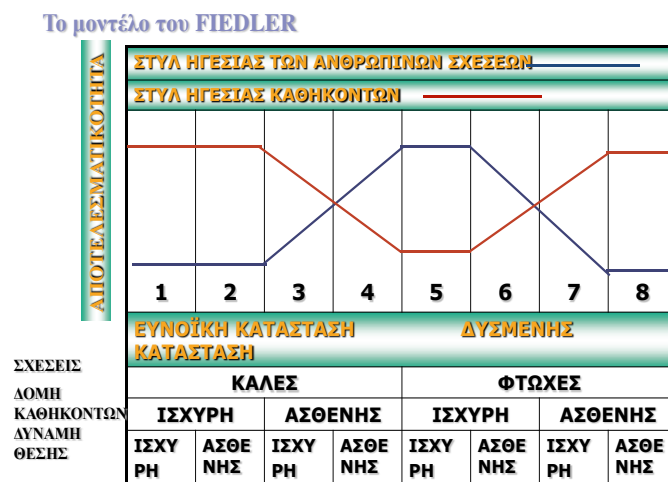 Το μοντέλο του FIEDLER
ΑΠΟΤΕΛΕΣΜΑΤΙΚΟΤΗΤΑ
ΣΤΥΛ ΗΓΕΣΙΑΣ ΤΩΝ ΑΝΘΡΩΠΙΝΩΝ ΣΧΕΣΕΩΝ
ΣΤΥΛ ΗΓΕΣΙΑΣ ΚΑΘΗΚΟΝΤΩΝ
1 2 3 4 5 6 7 8
ΕΥΝΟΪΚΗ ΚΑΤΑΣΤΑΣΗ ΔΥΣΜΕΝΗΣ
ΚΑΤΑΣΤΑΣΗ
ΣΧΕΣΕΙΣ
ΚΑΛΕΣ ΦΤΩΧΕΣ
ΔΟΜΗ
ΚΑΘΗΚΟΝΤΩΝ
ΙΣΧΥΡΗ ΑΣΘΕΝΗΣ ΙΣΧΥΡΗ ΑΣΘΕΝΗΣ
ΔΥΝΑΜΗ
ΘΕΣΗΣ
ΙΣΧΥ ΑΣΘΕ ΙΣΧΥ ΑΣΘΕ ΙΣΧΥ ΑΣΘΕ ΙΣΧΥ ΑΣΘΕ
ΡΗ ΝΗΣ ΡΗ ΝΗΣ ΡΗ ΝΗΣ ΡΗ ΝΗΣ